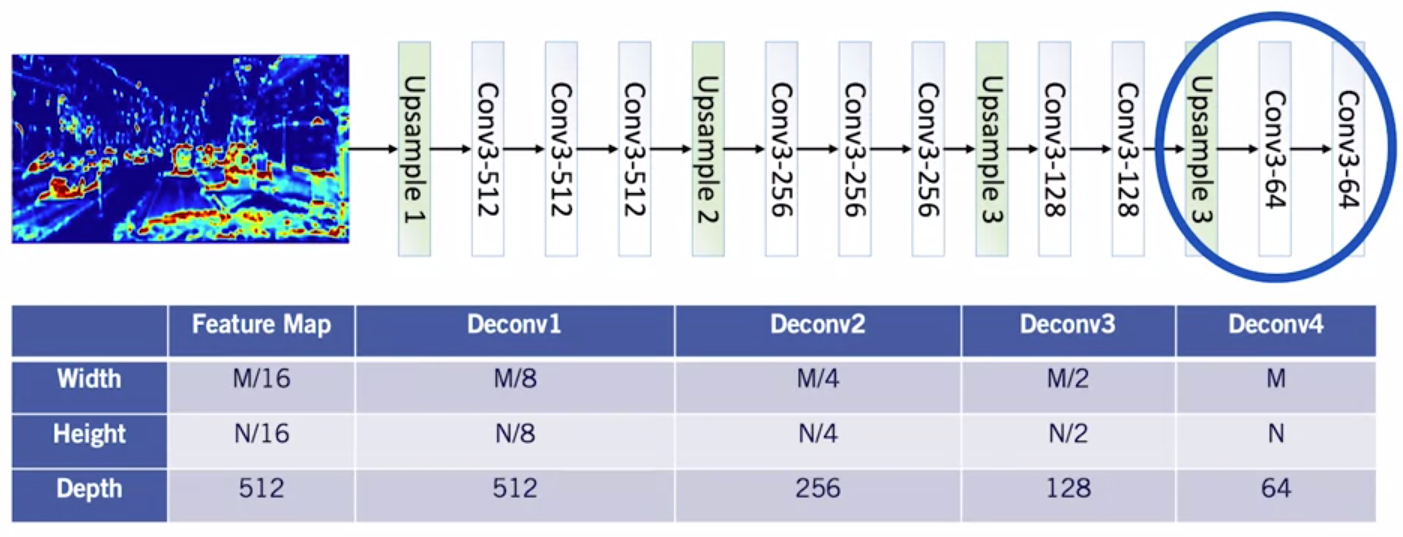 Upsample 1
Conv3-512
Conv3-512
Conv3-512
Upsample 2
Conv3-256
Conv3-256
Conv3-256
Upsample 3
Conv3-128
Conv3-128
Upsample 3
Conv3-64
Conv3-64
Feature Map Deconv1 Deconv2 Deconv3 Deconv4
Width M/16 M/8 M/4 M/2 M
Height N/16 N/8 N/4 N/2 N
Depth 512 512 256 128 64